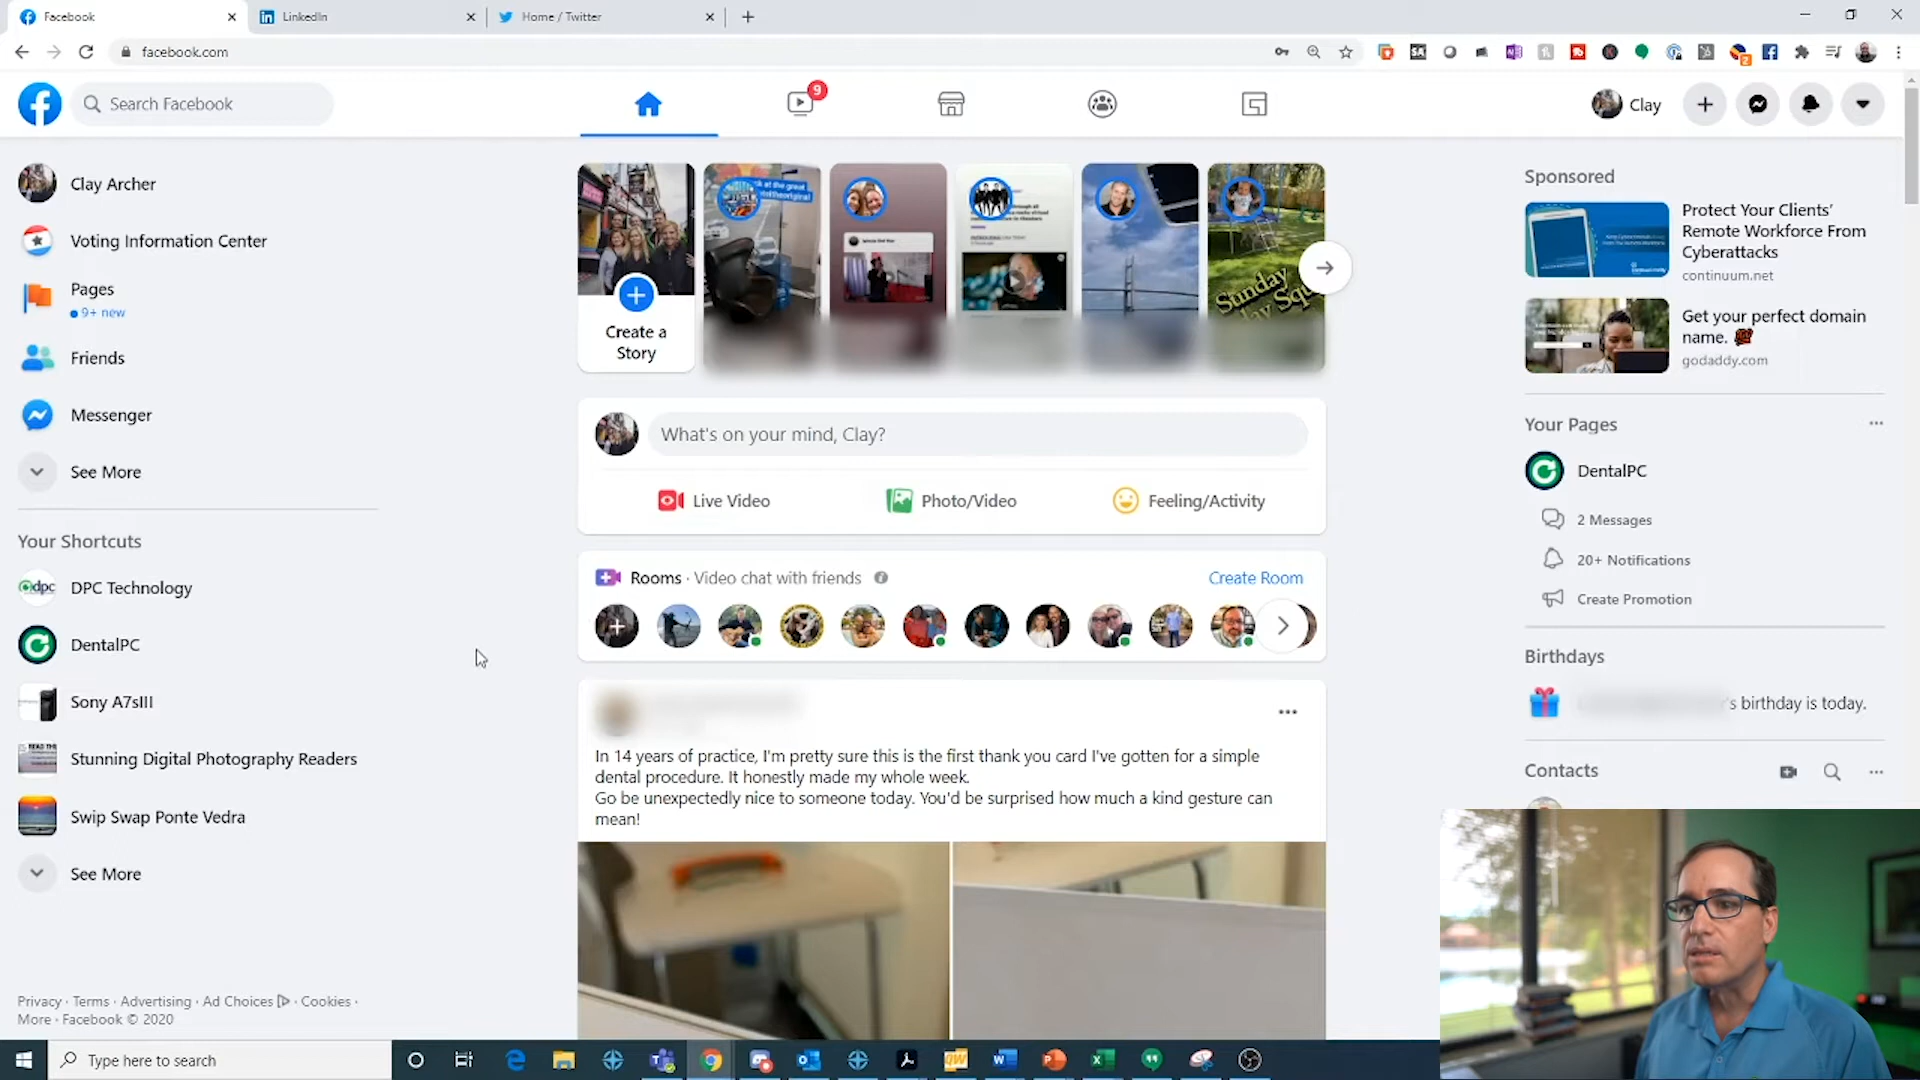 Facebook
LinkedIn
Home / Twitter
facebook.com
SA
2
Search Facebook
9
Clay
Clay Archer
Voting Information Center
Pages
9+ new
Friends
Messenger
See More
Your Shortcuts
dpc
DPC Technology
DentalPC
Sony A7sIII
Stunning Digital Photography Readers
Swip Swap Ponte Vedra
See More
Privacy · Terms · Advertising · Ad Choices · Cookies ·
More · Facebook © 2020
Create a
Story
Sunday
What's on your mind, Clay?
Live Video
Photo/Video
Feeling/Activity
Rooms · Video chat with friends
Create Room
In 14 years of practice, I'm pretty sure this is the first thank you card I've gotten for a simple
dental procedure. It honestly made my whole week.
Go be unexpectedly nice to someone today. You'd be surprised how much a kind gesture can
mean!
Sponsored
Protect Your Clients'
Remote Workforce From
Cyberattacks
continuum.net
Get your perfect domain
name. 💯
godaddy.com
Your Pages
DentalPC
2 Messages
20+ Notifications
Create Promotion
Birthdays
's birthday is today.
Contacts
Type here to search